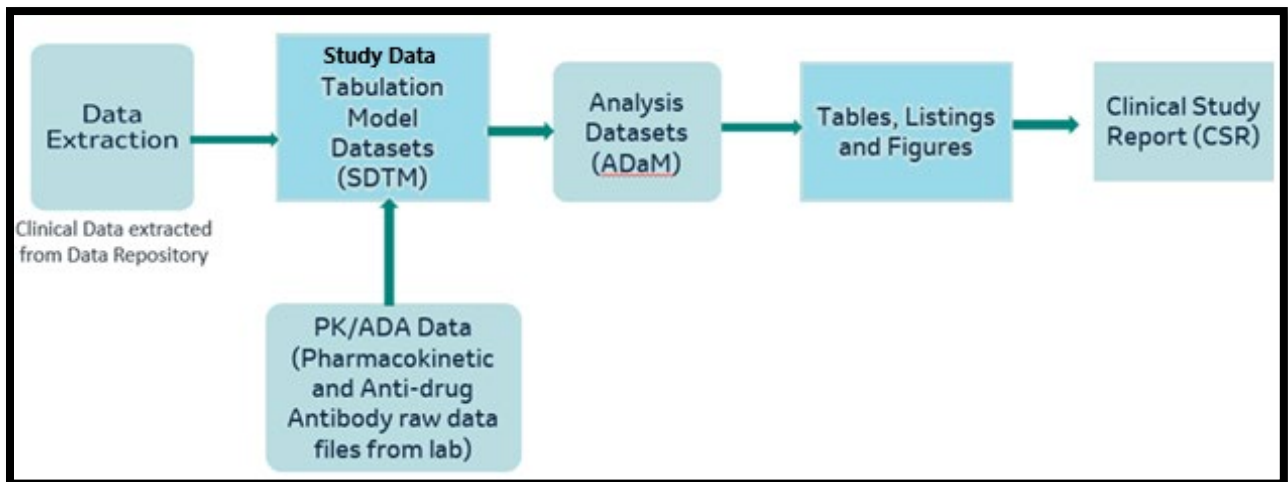 Data
Extraction
Clinical Data extracted
from Data Repository
Study Data
Tabulation
Model
Datasets
(SDTM)
PK/ADA Data
(Pharmacokinetic
and Anti-drug
Antibody raw data
files from lab)
Analysis
Datasets
(ADaM)
Tables, Listings
and Figures
Clinical Study
Report (CSR)